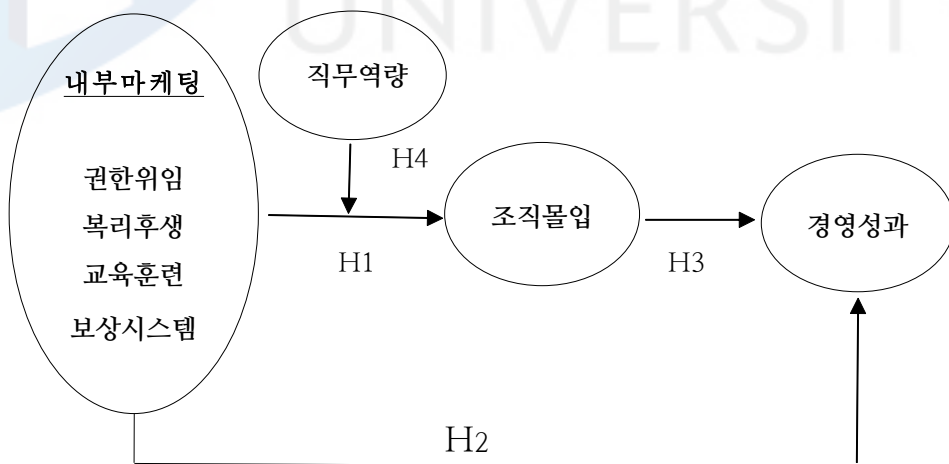 UNIVERSIT
내부마케팅
권한위임
복리후생
교육훈련
보상시스템
직무역량
H4
H1
조직몰입
H3
경영성과
H2